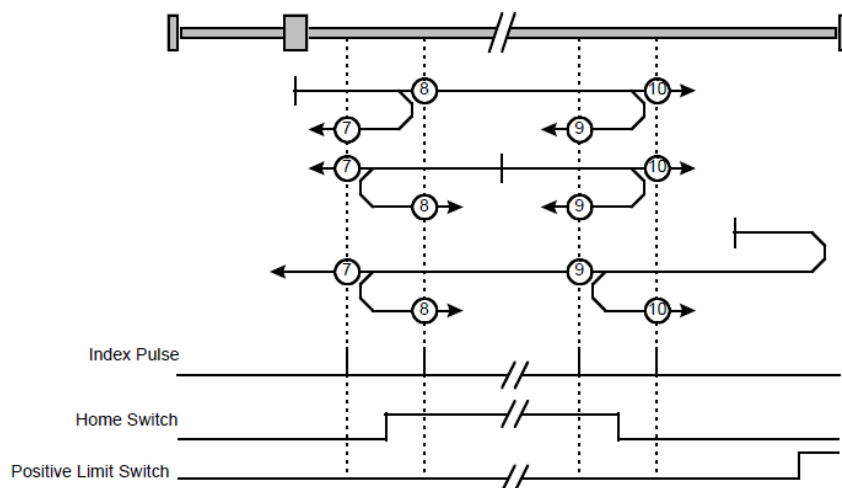 8 10
7 9
7 10
8 9
7 9
8 10
Index Pulse
Home Switch
Positive Limit Switch